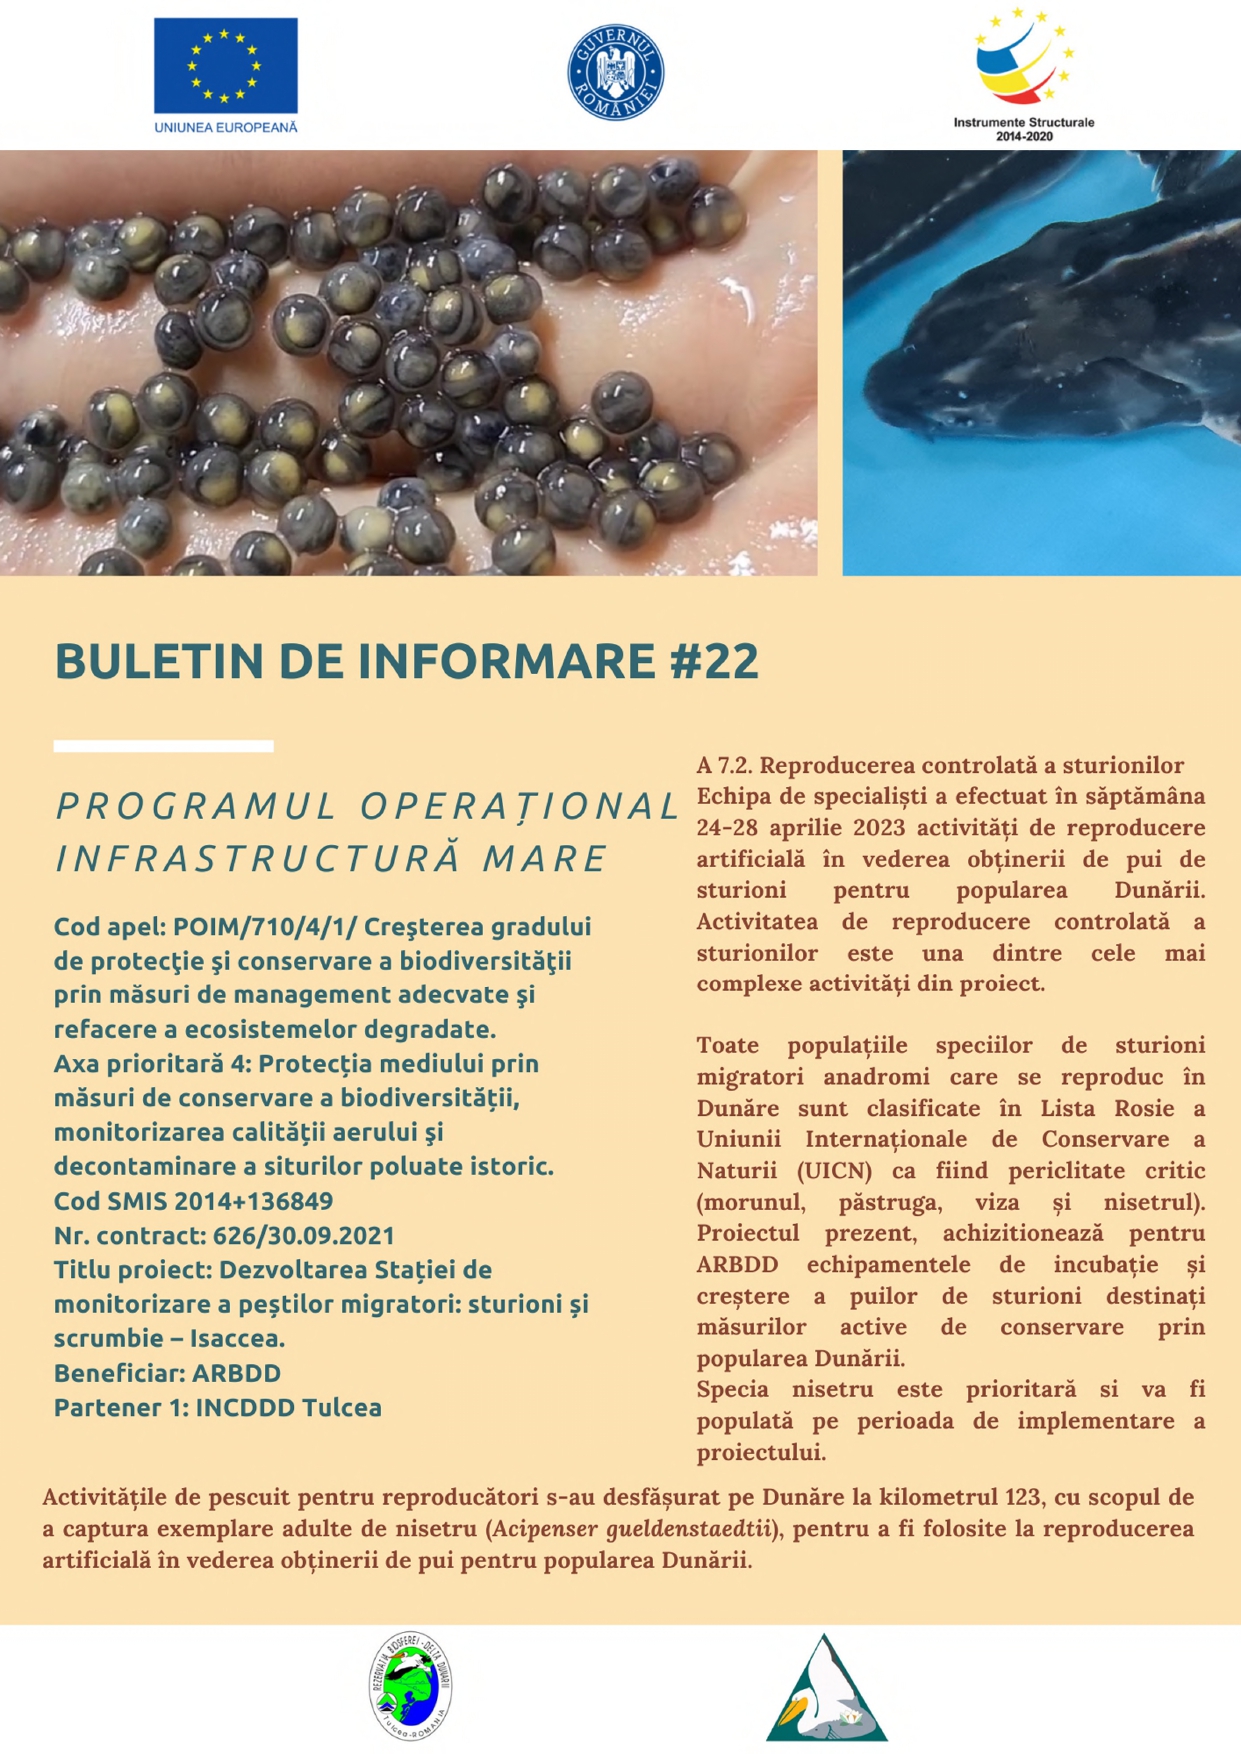 UNIUNEA EUROPEANĂ
GUVERNUL ROMÂNIEI
Instrumente Structurale
2014-2020
BULETIN DE INFORMARE #22
PROGRAMUL OPERAȚIONAL
INFRASTRUCTURĂ MARE
Cod apel: POIM/710/4/1/ Creşterea gradului
de protecţie şi conservare a biodiversităţii
prin măsuri de management adecvate şi
refacere a ecosistemelor degradate.
Axa prioritară 4: Protecția mediului prin
măsuri de conservare a biodiversității,
monitorizarea calității aerului şi
decontaminare a siturilor poluate istoric.
Cod SMIS 2014+136849
Nr. contract: 626/30.09.2021
Titlu proiect: Dezvoltarea Stației de
monitorizare a peștilor migratori: sturioni și
scrumbie – Isaccea.
Beneficiar: ARBDD
Partener 1: INCDDD Tulcea
A 7.2. Reproducerea controlată a sturionilor
Echipa de specialiști a efectuat în săptămâna
24-28 aprilie 2023 activități de reproducere
artificială în vederea obținerii de pui de
sturioni pentru popularea Dunării.
Activitatea de reproducere controlată a
sturionilor este una dintre cele mai
complexe activități din proiect.
Toate populațiile speciilor de sturioni
migratori anadromi care se reproduc în
Dunăre sunt clasificate în Lista Rosie a
Uniunii Internaționale de Conservare a
Naturii (UICN) ca fiind periclitate critic
(morunul, păstruga, viza și nisetrul).
Proiectul prezent, achizitionează pentru
ARBDD echipamentele de incubație și
creștere a puilor de sturioni destinați
măsurilor active de conservare prin
popularea Dunării.
Specia nisetru este prioritară si va fi
populată pe perioada de implementare a
proiectului.
Activitățile de pescuit pentru reproducători s-au desfășurat pe Dunăre la kilometrul 123, cu scopul de
a captura exemplare adulte de nisetru (Acipenser gueldenstaedtii), pentru a fi folosite la reproducerea
artificială în vederea obținerii de pui pentru popularea Dunării.
REZERVAȚIA BIOSFEREI - DELTA DUNĂRII
Tulcea-ROMANIA